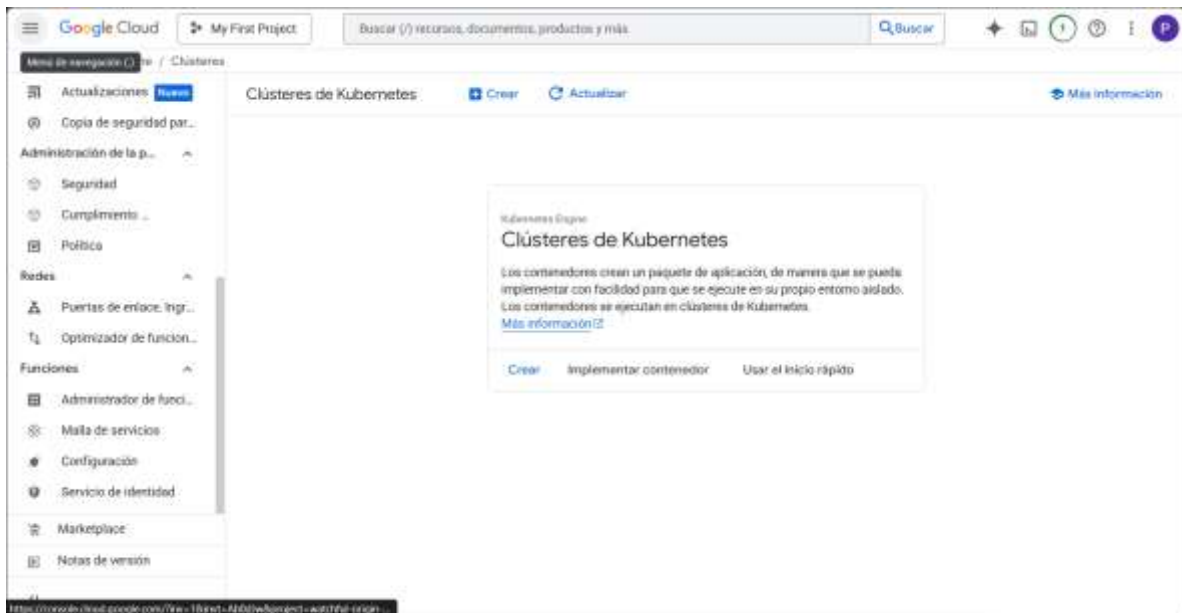 Google Cloud
My First Project
Buscar (/) recursos, documentos, productos y más
Buscar
P
Menú de navegación (.)
/ Clústeres
Actualizaciones Nuevo
Clústeres de Kubernetes
Crear
Actualizar
Más información
Copia de seguridad par...
Administración de la p...
Seguridad
Cumplimiento ...
Política
Redes
Puertas de enlace, Ingr...
Optimizador de funcion...
Funciones
Administrador de funci...
Malla de servicios
Configuración
Servicio de identidad
Marketplace
Notas de versión
Kubernetes Engine
Clústeres de Kubernetes
Los contenedores crean un paquete de aplicación, de manera que se pueda
implementar con facilidad para que se ejecute en su propio entorno aislado.
Los contenedores se ejecutan en clústeres de Kubernetes.
Más información
Crear
Implementar contenedor
Usar el inicio rápido